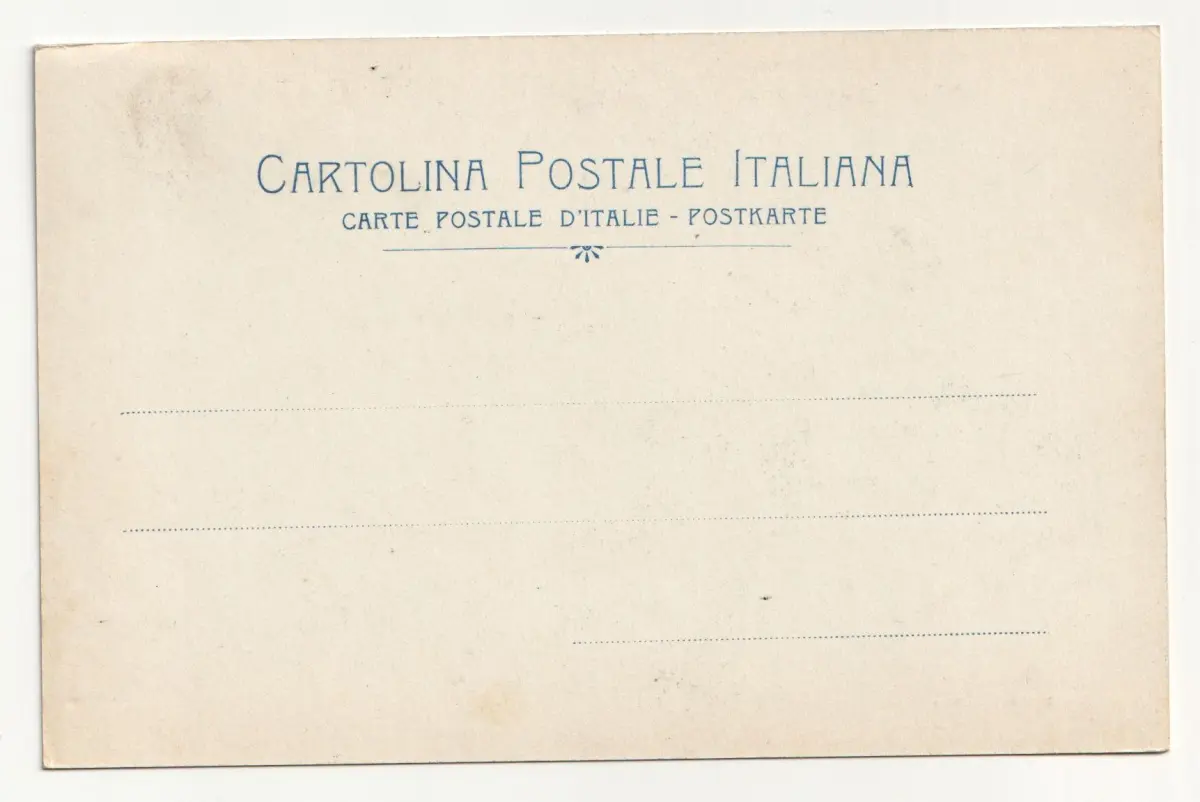 CARTOLINA POSTALE ITALIANA
CARTE POSTALE D'ITALIE - POSTKARTE